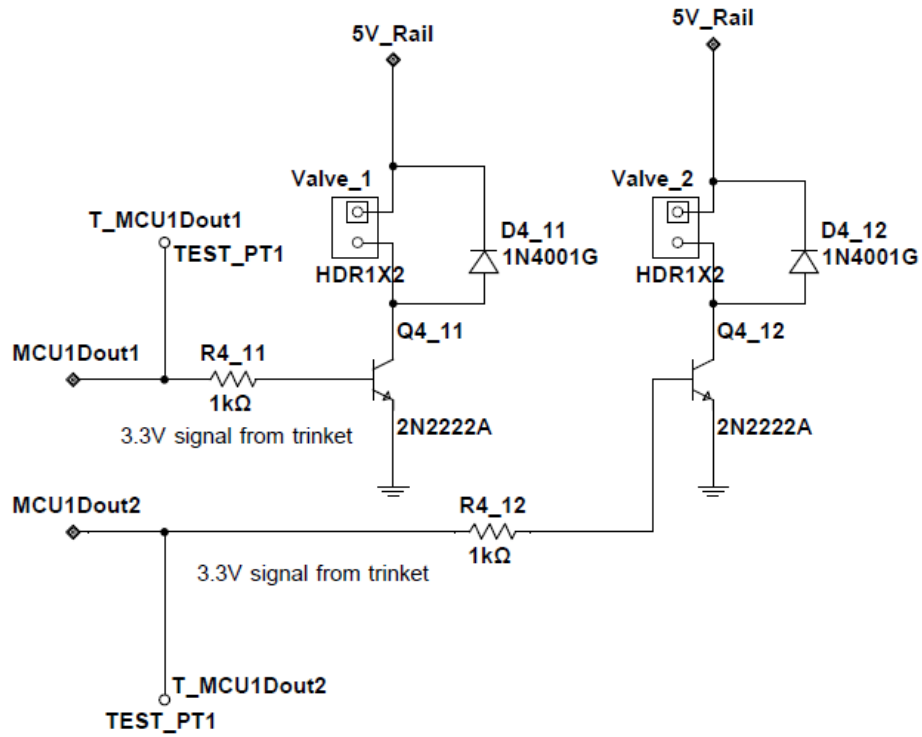 5V_Rail
5V_Rail
Valve_1
Valve_2
T_MCU1Dout1
TEST_PT1
D4_11
1N4001G
D4_12
1N4001G
HDR1X2
HDR1X2
Q4_11
Q4_12
MCU1Dout1
R4_11
1kΩ
2N2222A
2N2222A
3.3V signal from trinket
MCU1Dout2
R4_12
1kΩ
3.3V signal from trinket
T_MCU1Dout2
TEST_PT1